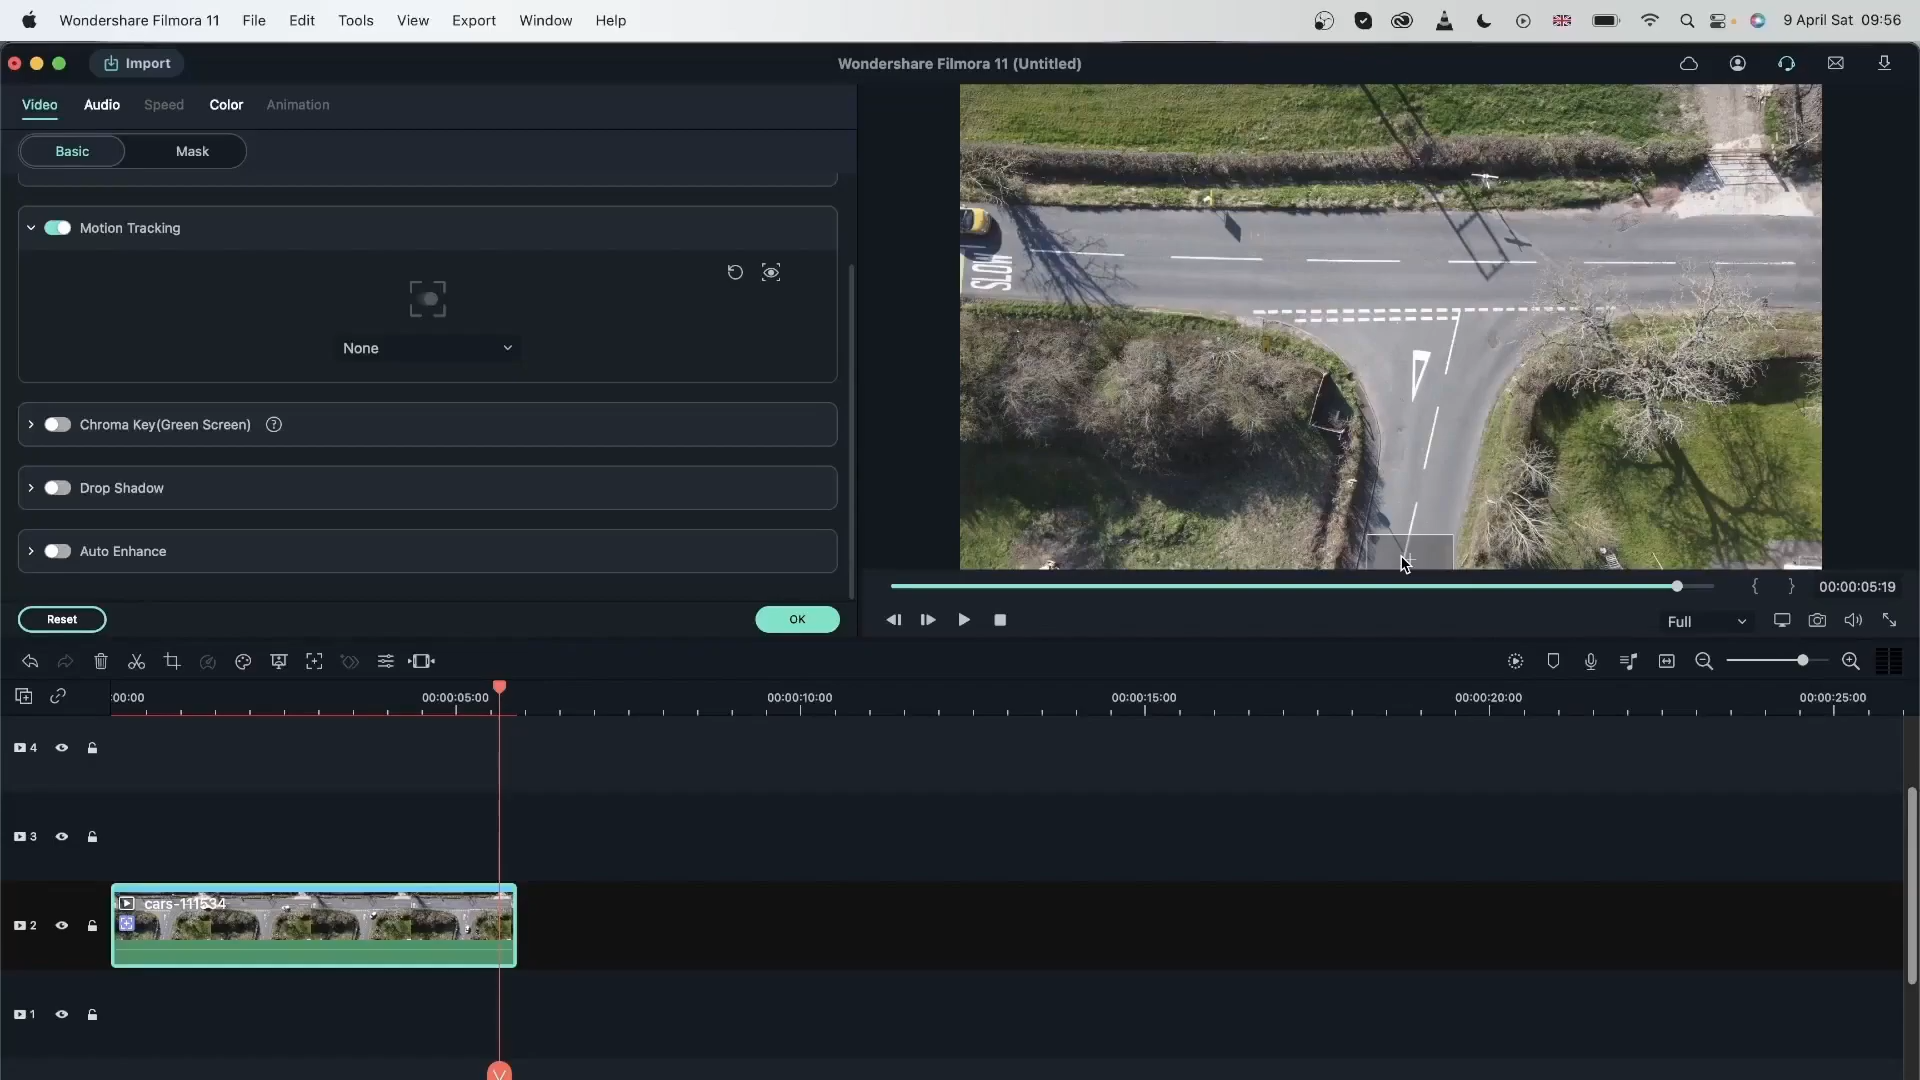 Wondershare Filmora 11 File Edit Tools View Export Window Help 9 April Sat 09:56
Import Wondershare Filmora 11 (Untitled)
Video Audio Speed Color Animation
Basic Mask
Motion Tracking
SLOW
None
Chroma Key(Green Screen) ?
Drop Shadow
Auto Enhance
{ } 00:00:05:19
Reset OK Full
:00:00 00:00:05:00 00:00:10:00 00:00:15:00 00:00:20:00 00:00:25:00
4
3
cars-111534
2
1